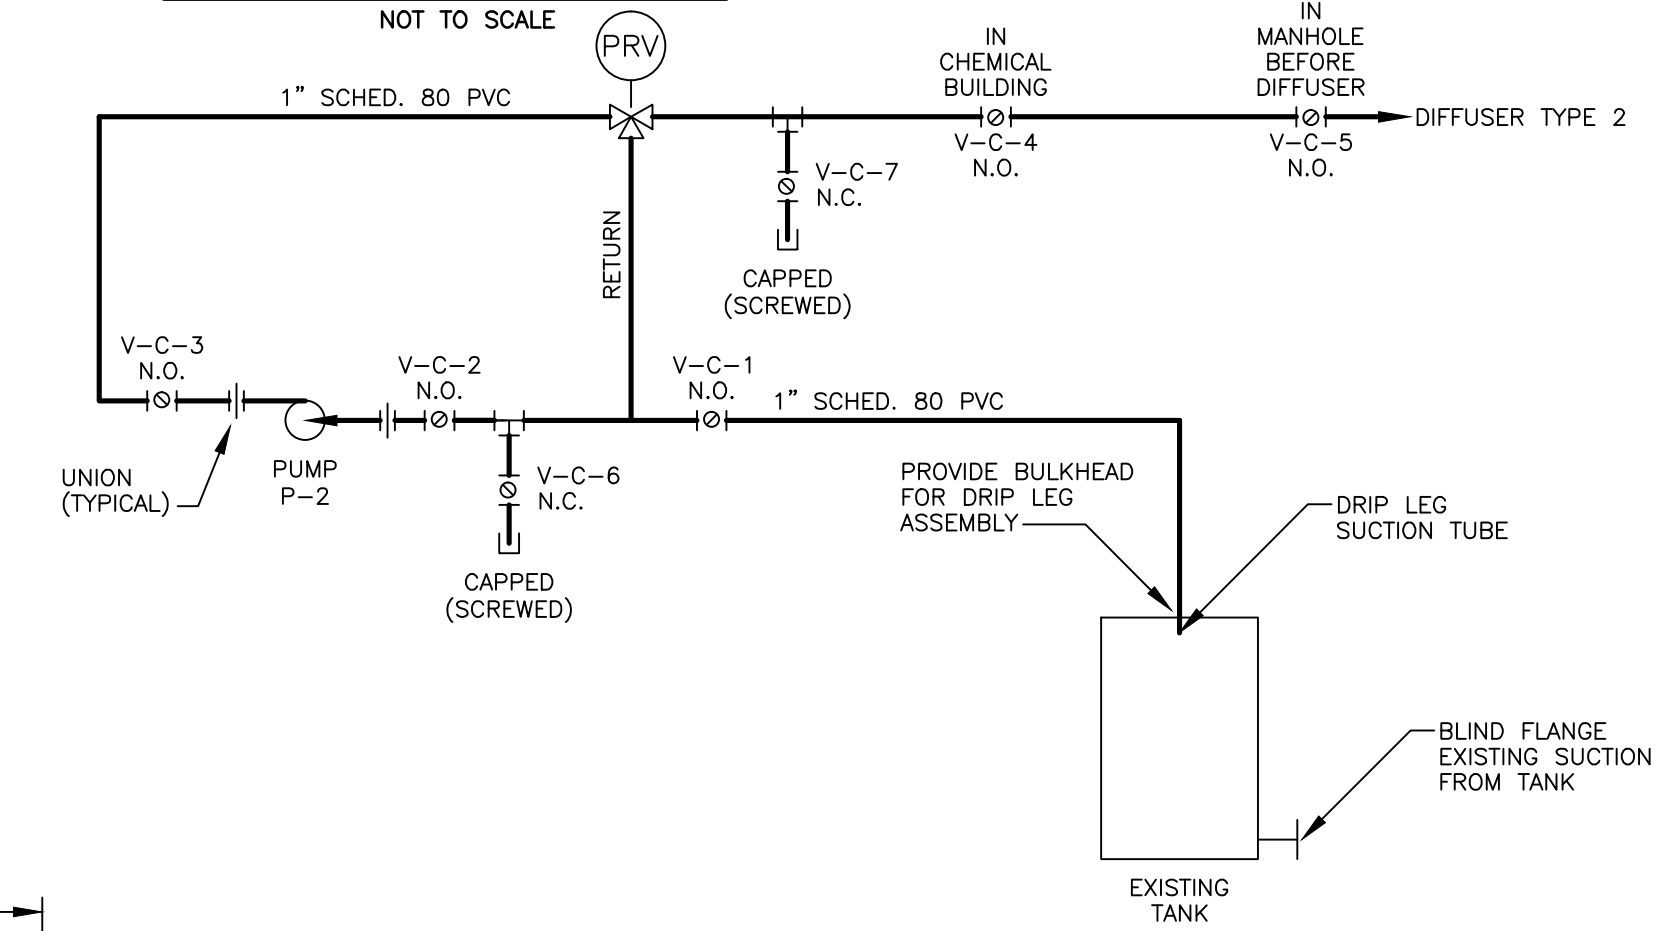 NOT TO SCALE
PRV
IN
CHEMICAL
BUILDING
IN
MANHOLE
BEFORE
DIFFUSER
1” SCHED. 80 PVC
DIFFUSER TYPE 2
V-C-4
N.O.
V-C-5
N.O.
V-C-7
N.C.
RETURN
CAPPED
(SCREWED)
V-C-3
N.O.
V-C-2
N.O.
V-C-1
N.O.
1” SCHED. 80 PVC
UNION
(TYPICAL)
PUMP
P-2
V-C-6
N.C.
CAPPED
(SCREWED)
PROVIDE BULKHEAD
FOR DRIP LEG
ASSEMBLY
DRIP LEG
SUCTION TUBE
BLIND FLANGE
EXISTING SUCTION
FROM TANK
EXISTING
TANK